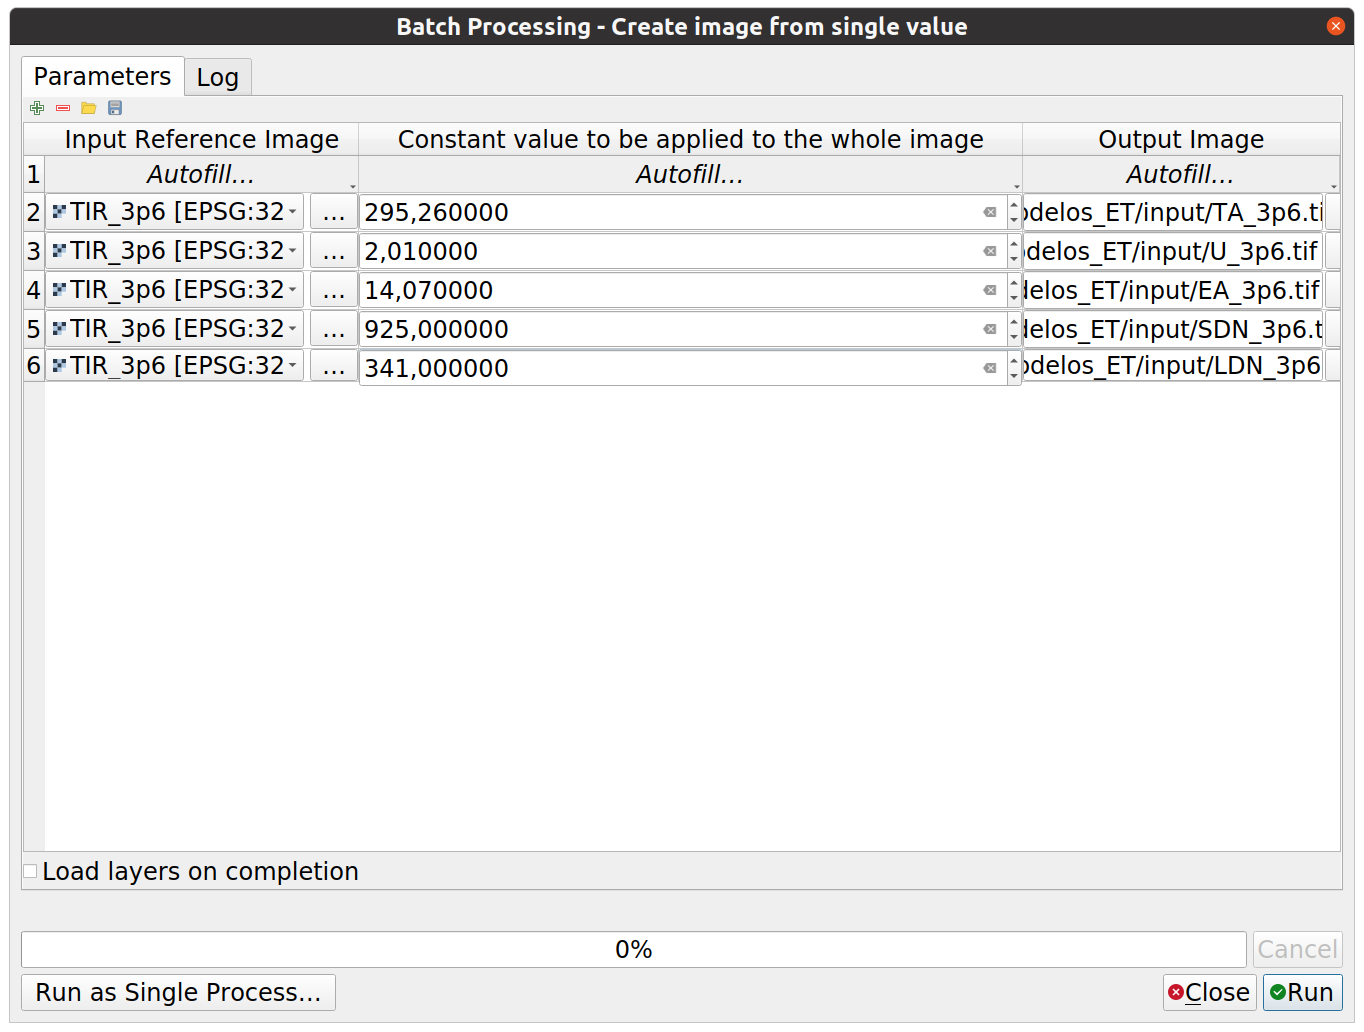 Batch Processing - Create image from single value
Parameters Log
Input Reference Image Constant value to be applied to the whole image Output Image
1 Autofill... Autofill... Autofill...
2 TIR_3p6 [EPSG:32 ... 295,260000 odelos_ET/input/TA_3p6.ti
3 TIR_3p6 [EPSG:32 ... 2,010000 odelos_ET/input/U_3p6.tif
4 TIR_3p6 [EPSG:32 ... 14,070000 delos_ET/input/EA_3p6.tif
5 TIR_3p6 [EPSG:32 ... 925,000000 delos_ET/input/SDN_3p6.t
6 TIR_3p6 [EPSG:32 ... 341,000000 odelos_ET/input/LDN_3p6
Load layers on completion
0% Cancel
Run as Single Process... Close Run